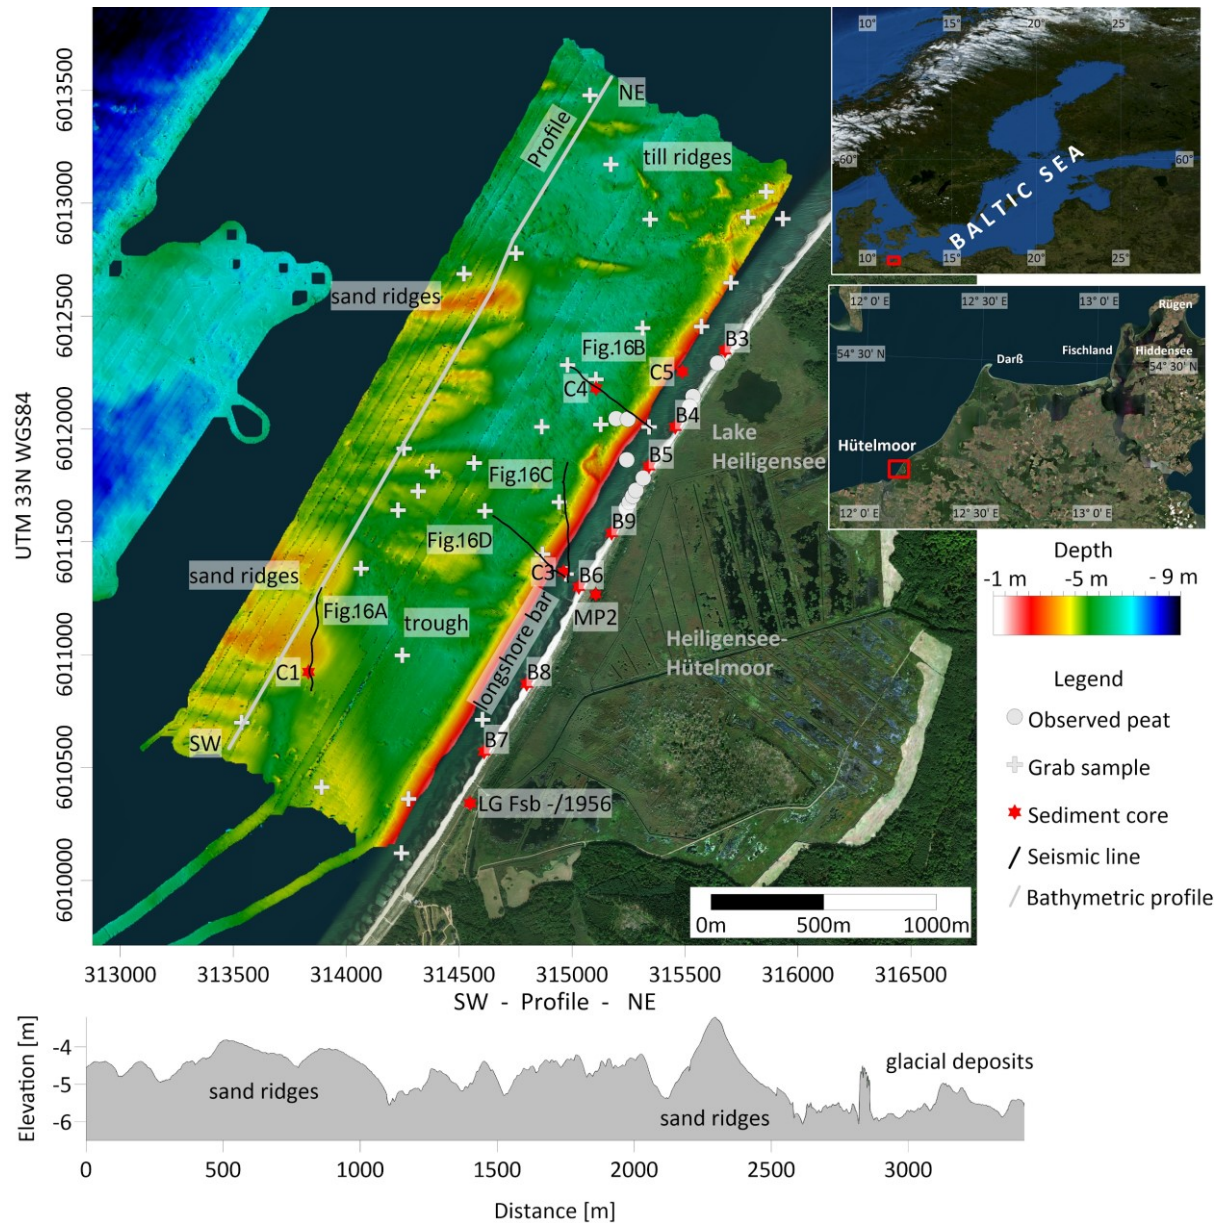 UTM 33N WGS84
6013500
6013000
6012500
6012000
6011500
6011000
6010500
6010000
NE
Profile
till ridges
sand ridges
Fig.16B
B3
C5
C4
B4
Lake
Heiligensee
B5
Fig.16C
B9
Fig.16D
sand ridges
C3
B6
Fig.16A
MP2
trough
longshore bar
Heiligensee-
Hütelmoor
C1
B8
SW
B7
LG Fsb -/1956
0m 500m 1000m
313000 313500 314000 314500 315000 315500 316000 316500
10° 15° 20° 25°
60° 60°
BALTIC SEA
10° 15° 20° 25°
12° 0' E 12° 30' 13° 0'
Rügen
54° 30' N
Darß
Fischland
Hiddensee
54° 30' N
Hütelmoor
12° 0' E 12° 30' E 13° 0' E
Depth
-1 m -5 m - 9 m
Legend
Observed peat
Grab sample
Sediment core
Seismic line
Bathymetric profile
SW - Profile - NE
Elevation [m]
-4
-5
-6
sand ridges
sand ridges
glacial deposits
0 500 1000 1500 2000 2500 3000
Distance [m]